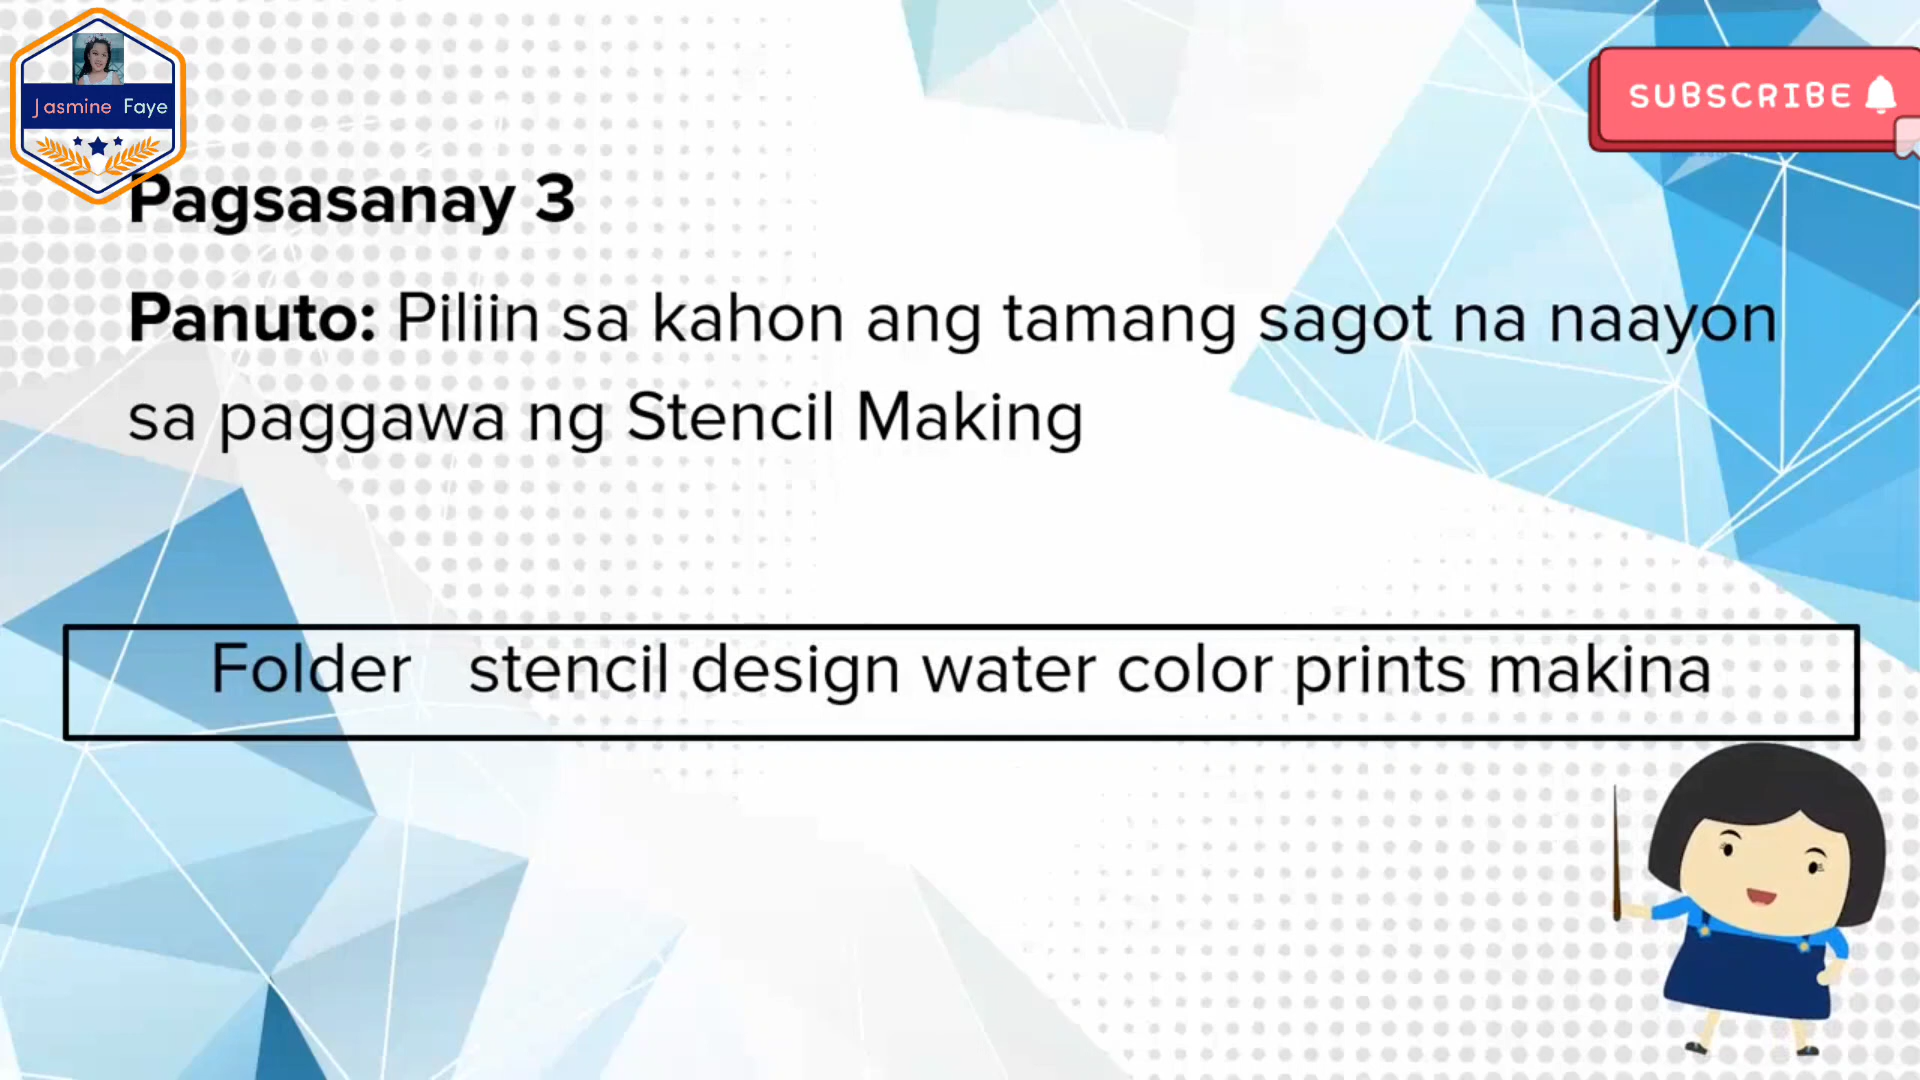 Jasmine Faye
SUBSCRIBE
Pagsasanay 3
Panuto: Piliin sa kahon ang tamang sagot na naayon
sa paggawa ng Stencil Making
Folder stencil design water color prints makina